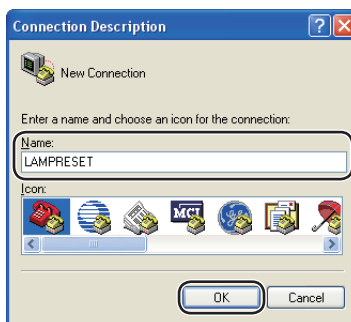 Connection Description
New Connection
Enter a name and choose an icon for the connection:
Name:
LAMPRESET
Icon:
MCI
OK
Cancel